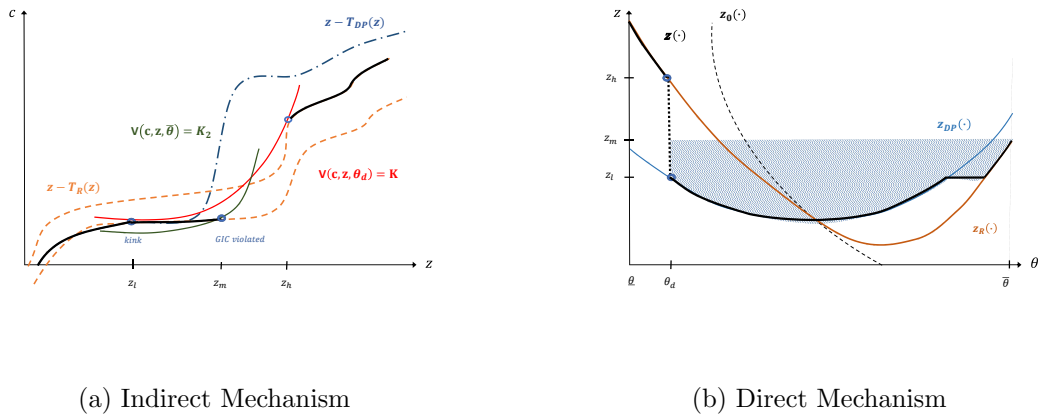 c
z − T_DP(z)
V(c, z, θ̅) = K₂
z − T_R(z)
V(c, z, θ_d) = K
kink
GIC violated
Z
z_l
z_m
z_h
(a) Indirect Mechanism
z
z₀(·)
z(·)
z_h
z_m
z_DP(·)
z_l
z_R(·)
θ
θ̲
θ_d
θ̅
(b) Direct Mechanism